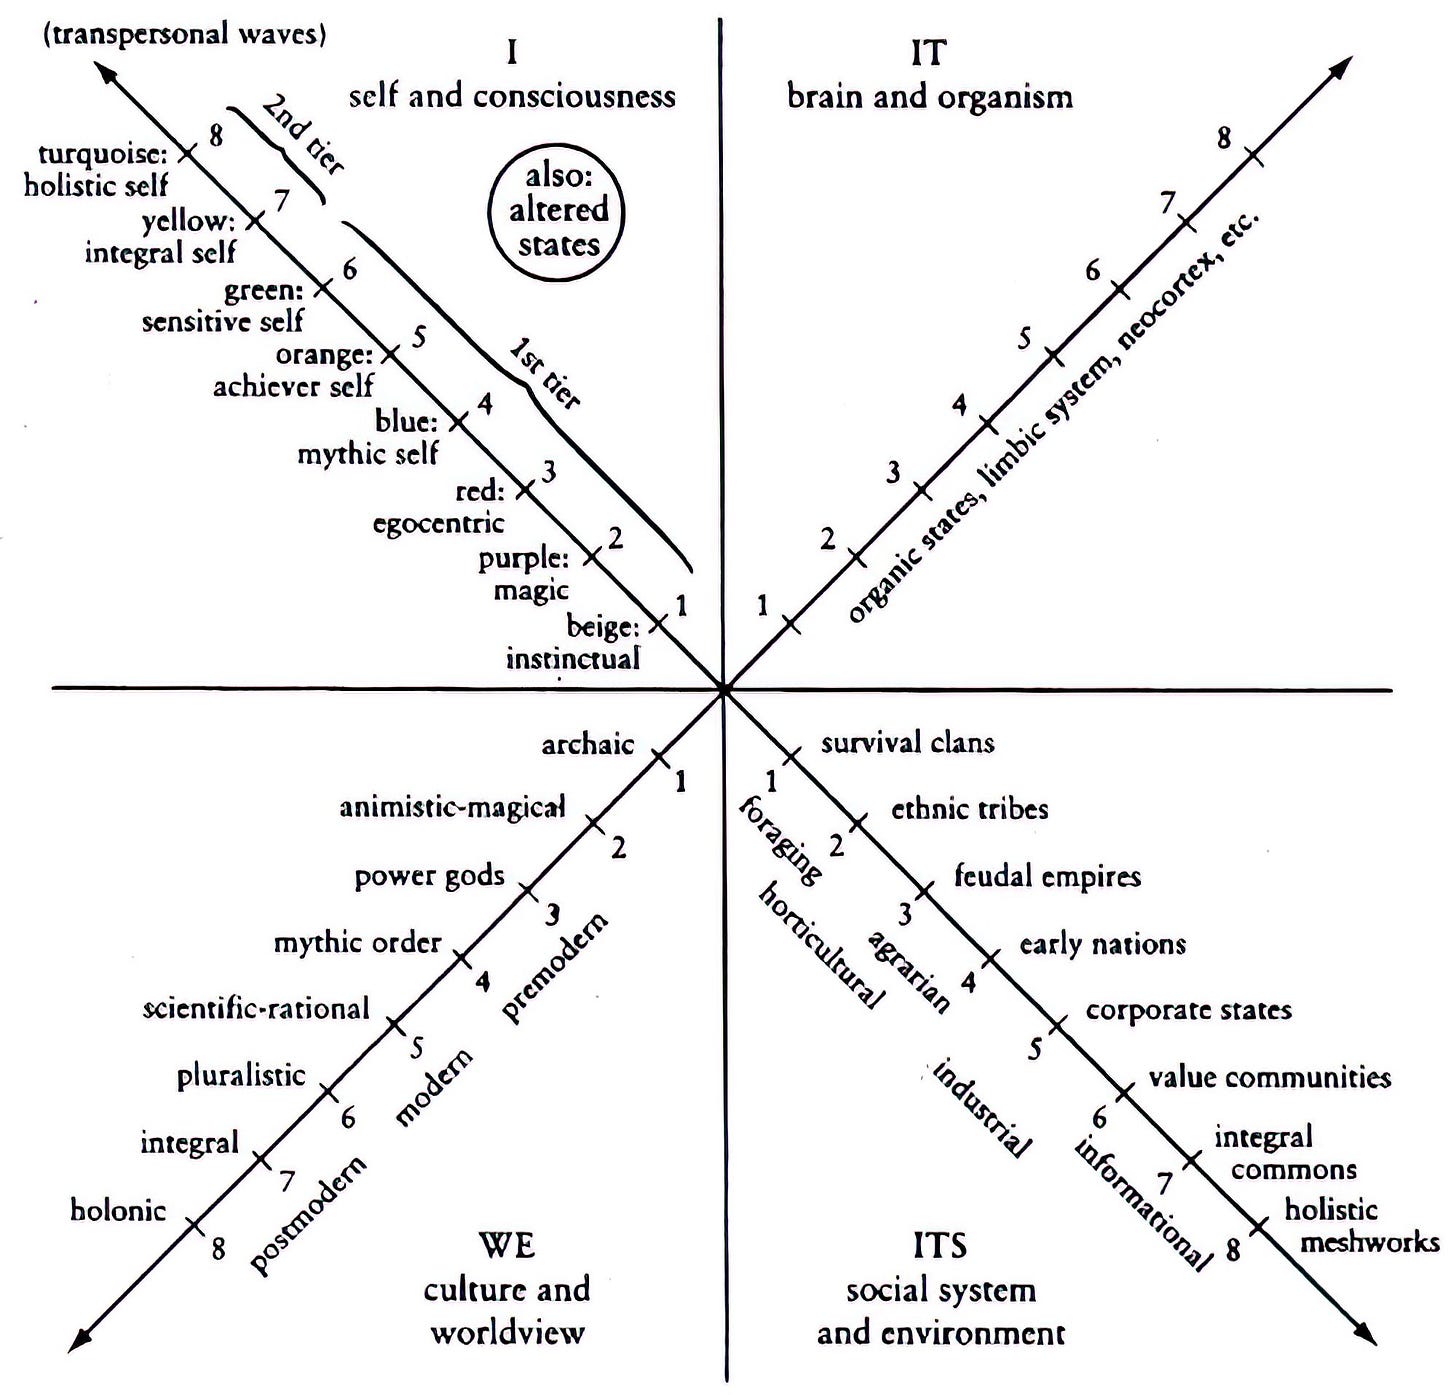 (transpersonal waves)
I
self and consciousness
also:
altered
states
2nd tier
1st tier
8
turquoise:
holistic self
7
yellow:
integral self
6
green:
sensitive self
5
orange:
achiever self
4
blue:
mythic self
3
red:
egocentric
2
purple:
magic
1
beige:
instinctual
IT
brain and organism
8
7
6
5
4
3
2
1
organic states, limbic system, neocortex, etc.
archaic
1
animistic-magical
2
power gods
3
mythic order
4
scientific-rational
5
pluralistic
6
integral
7
holonic
8
premodern
modern
postmodern
WE
culture and
worldview
survival clans
1
ethnic tribes
2
feudal empires
3
early nations
4
corporate states
5
value communities
6
integral
commons
7
holistic
meshworks
8
foraging
horticultural
agrarian
industrial
informational
ITS
social system
and environment